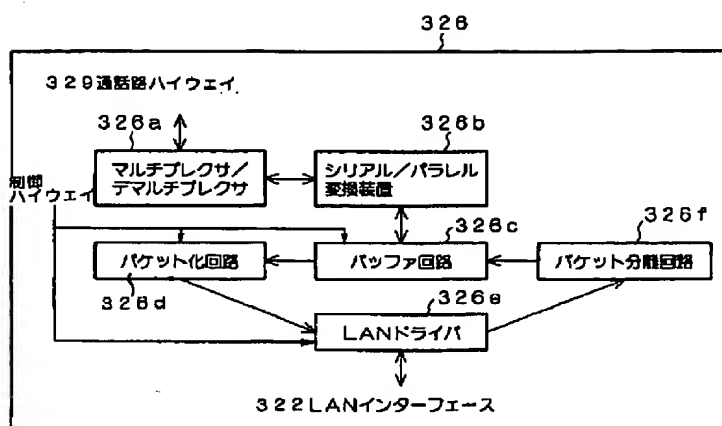 326
329通話路ハイウェイ
326a
326b
マルチプレクサ/
デマルチプレクサ
シリアル/パラレル
変換装置
制御
ハイウェイ
326c
326f
パケット化回路
バッファ回路
パケット分離回路
326d
326e
LANドライバ
322LANインターフェース